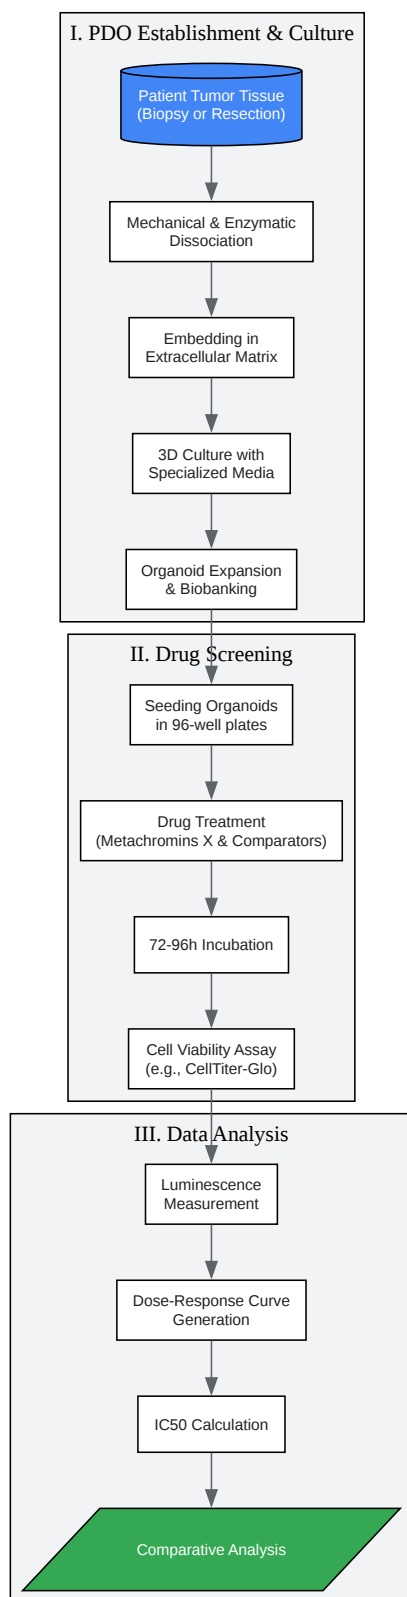 I. PDO Establishment & Culture
Patient Tumor Tissue
(Biopsy or Resection)
Mechanical & Enzymatic
Dissociation
Embedding in
Extracellular Matrix
3D Culture with
Specialized Media
Organoid Expansion
& Biobanking
II. Drug Screening
Seeding Organoids
in 96-well plates
Drug Treatment
(Metachromins X & Comparators)
72-96h Incubation
Cell Viability Assay
(e.g., CellTiter-Glo)
III. Data Analysis
Luminescence
Measurement
Dose-Response Curve
Generation
IC50 Calculation
Comparative Analysis